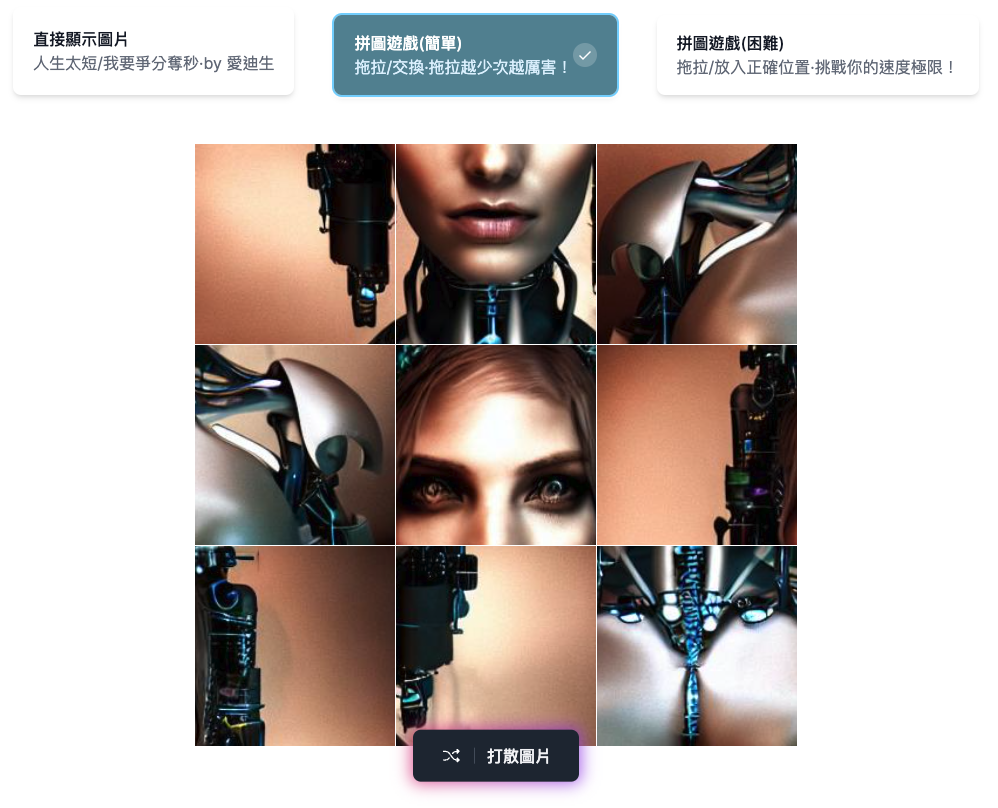 直接顯示圖片
人生太短/我要爭分奪秒·by 愛迪生
拼圖遊戲(簡單)
拖拉/交換·拖拉越少次越厲害！
拼圖遊戲(困難)
拖拉/放入正確位置·挑戰你的速度極限！
打散圖片